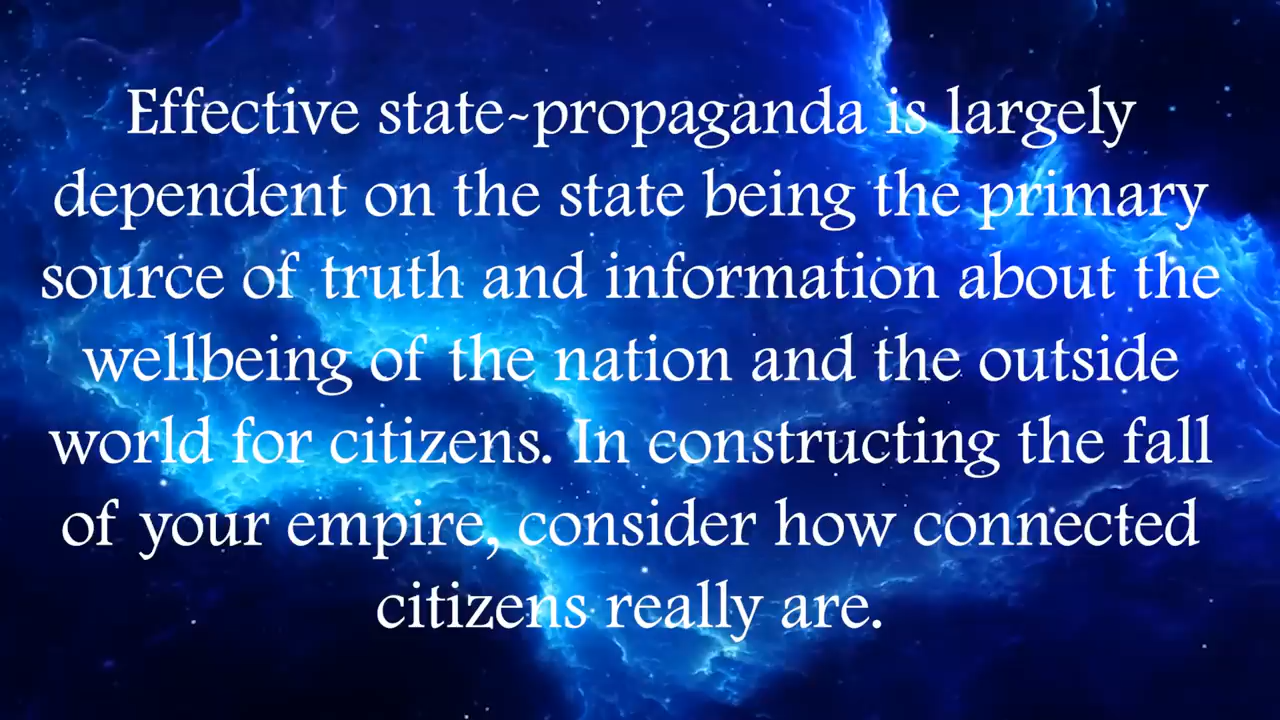 Effective state-propaganda is largely
dependent on the state being the primary
source of truth and information about the
wellbeing of the nation and the outside
world for citizens. In constructing the fall
of your empire, consider how connected
citizens really are.